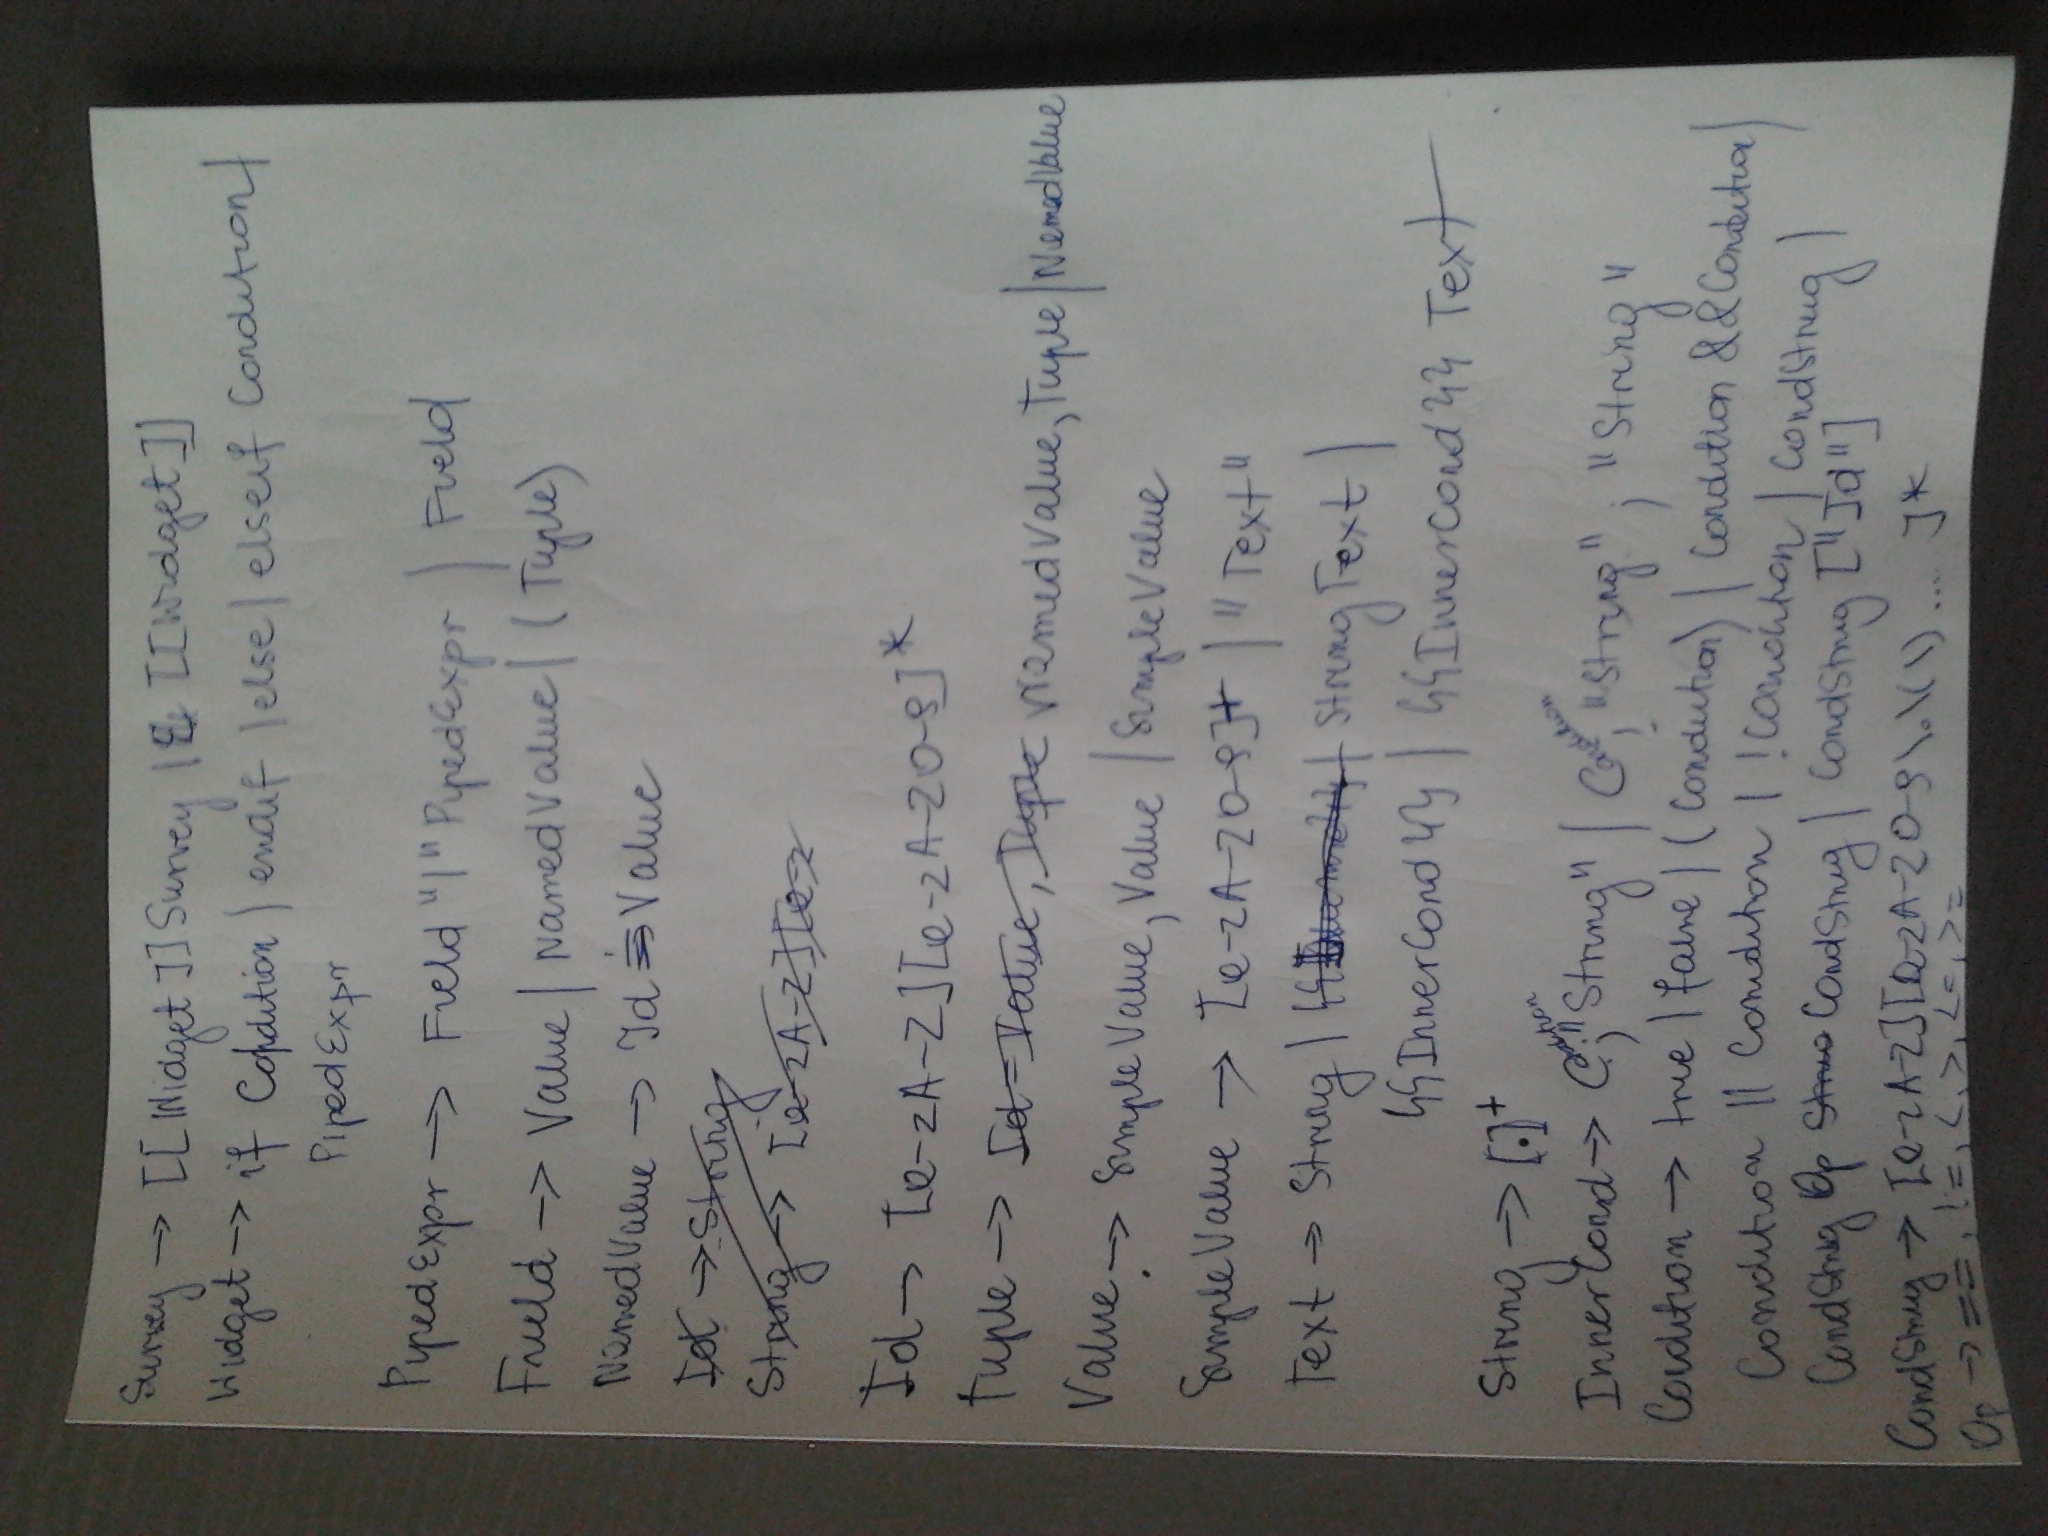 Survey → [[Widget]] Survey | [[Widget]]
Widget → if Condition | endif | else | elseif Condition |
PipedExpr
PipedExpr → Field "|" PipedExpr | Field
Field → Value | NamedValue | (Tuple)
NamedValue → Id = Value
Id → String
String → [a-zA-Z][a-z
Id → [a-zA-Z][a-zA-Z0-9]*
Tuple → Id = Value, Tuple NamedValue, Tuple | NamedValue
Value → SimpleValue, Value | SimpleValue
SimpleValue → [a-zA-Z0-9]+ | "Text"
Text → String | String Text |
{{InnerCond}} | {{InnerCond}} Text
String → [.]+
InnerCond → Condition; "String" | Condition; "String"; "String"
Condition → true | false | (Condition) | Condition && Condition |
Condition || Condition | !Condition | CondString |
CondString Op CondString | CondString ["Id"]
CondString → [a-zA-Z][a-zA-Z0-9\.\(\) .... ]*
Op → ==, !=, <, >, <=, >=